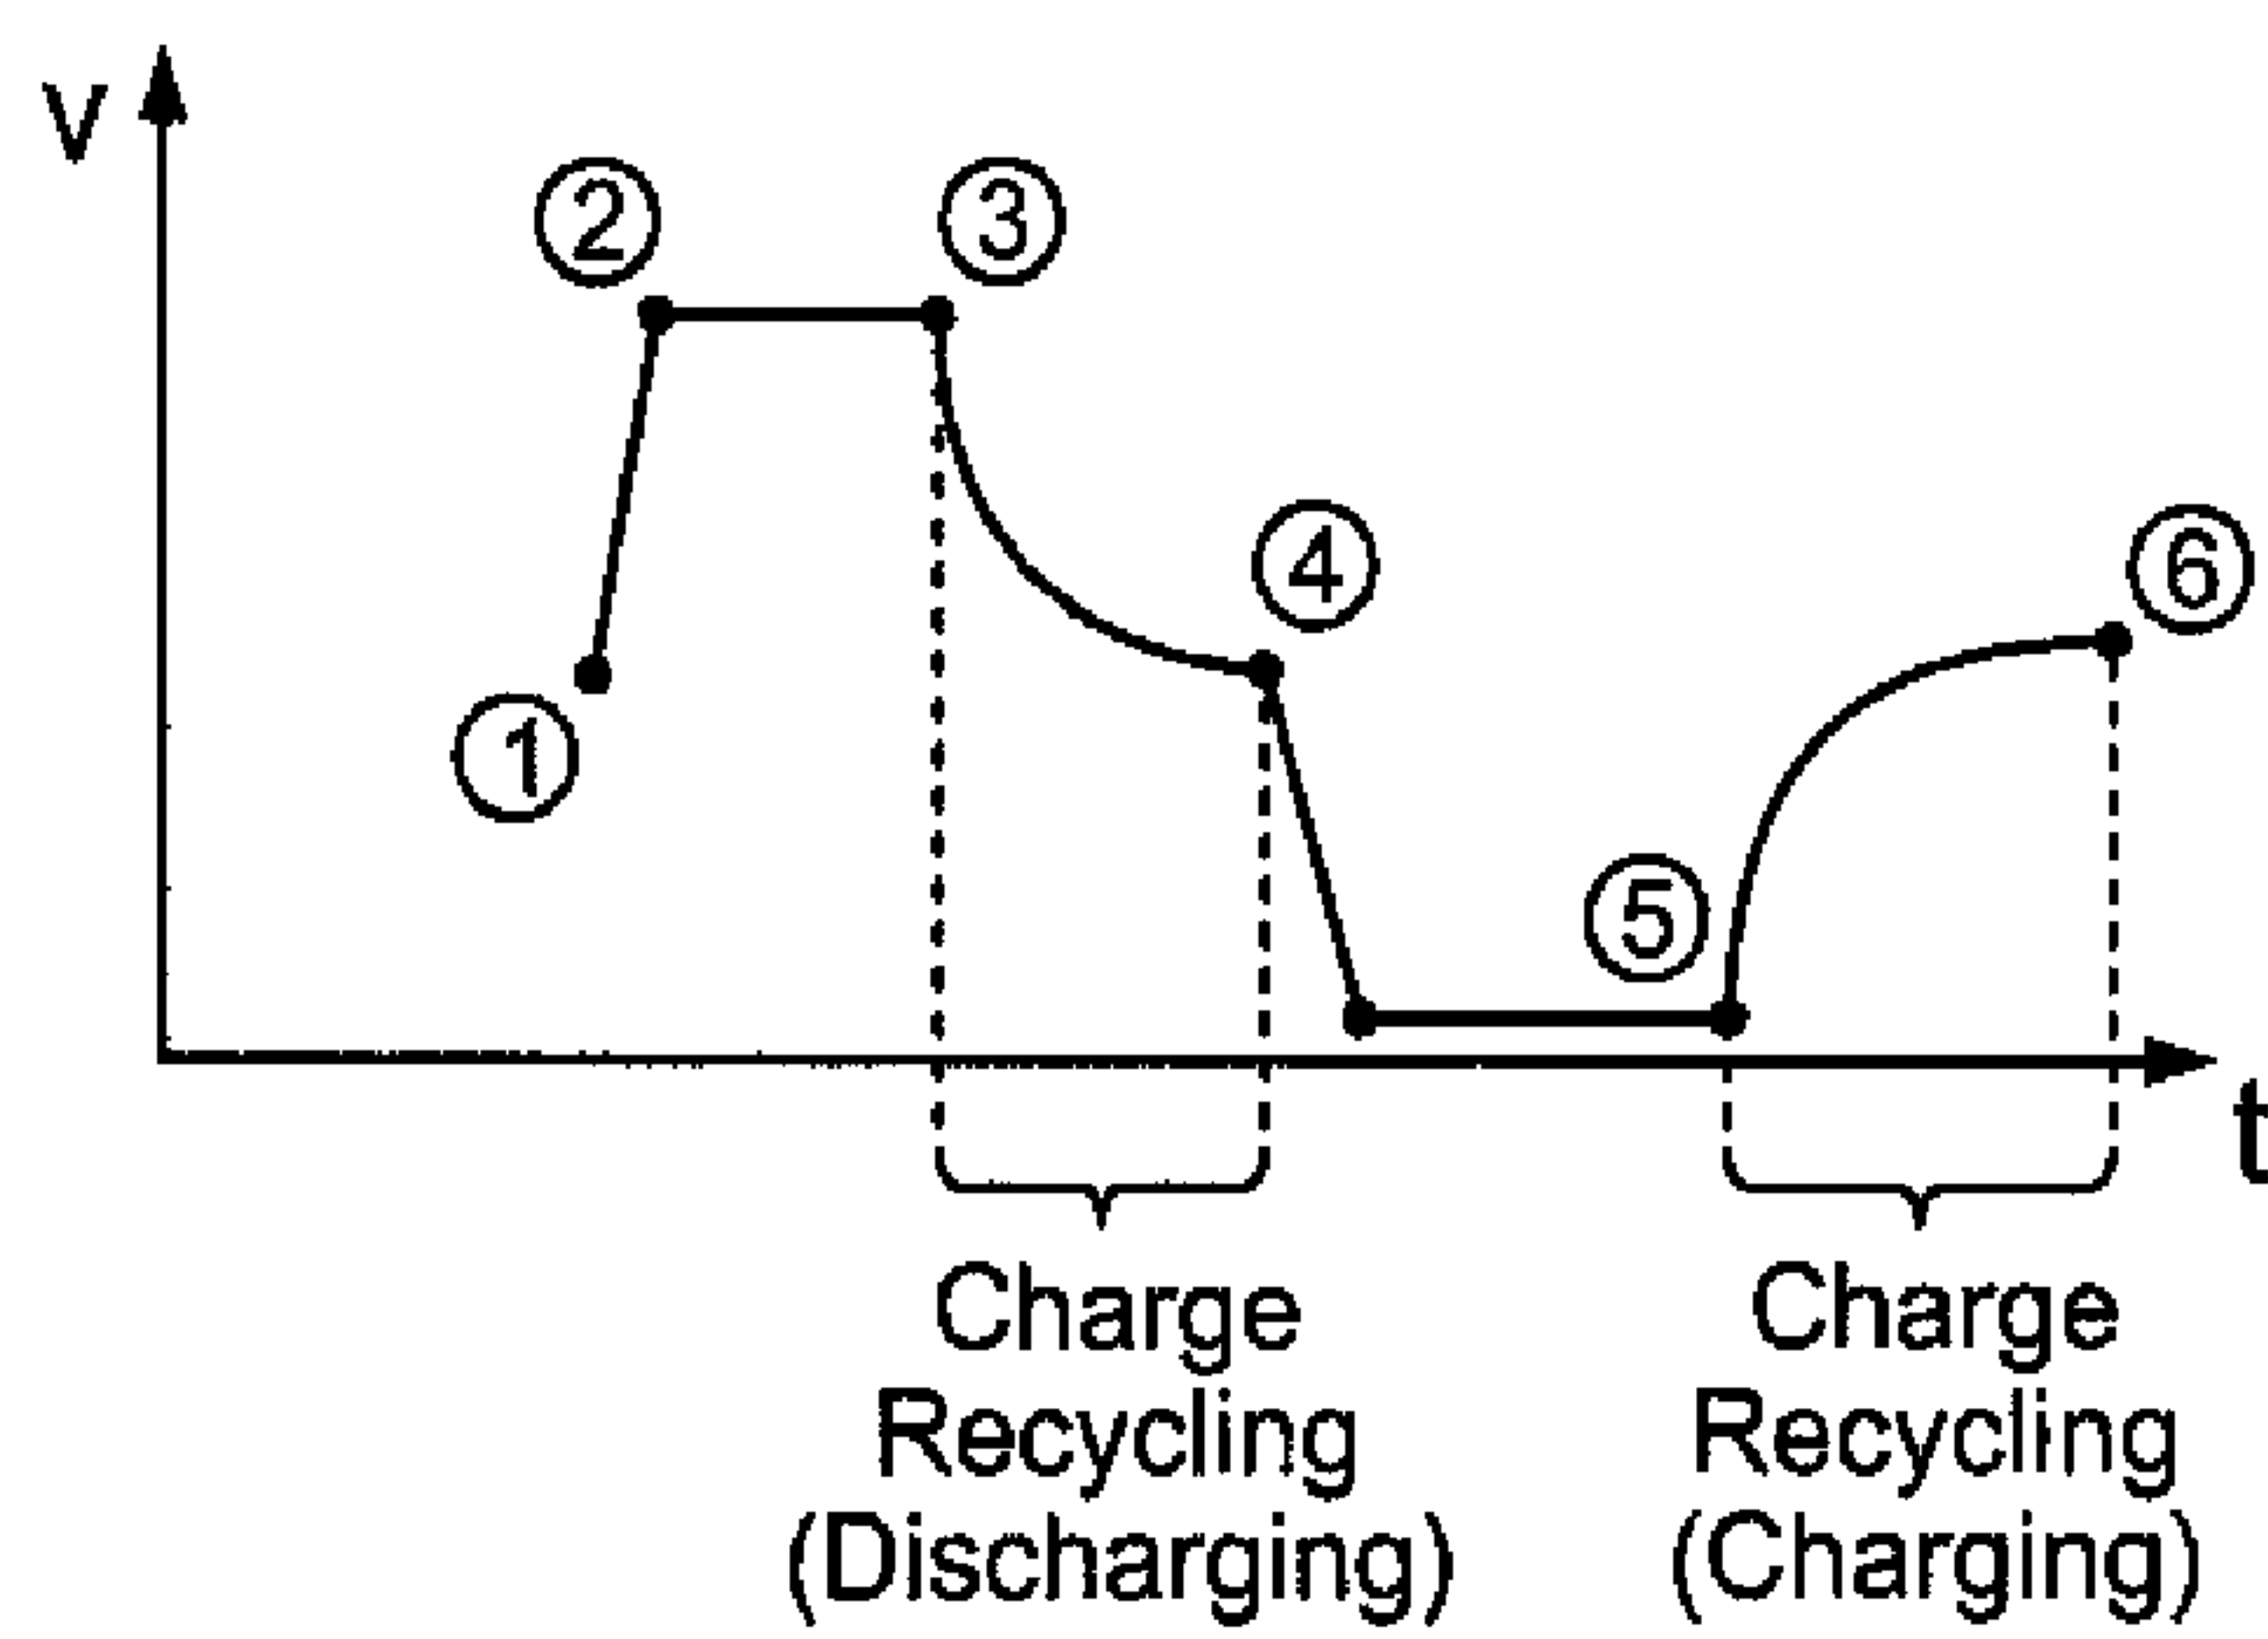 V
②
③
④
⑥
①
⑤
t
Charge
Recycling
(Discharging)
Charge
Recycling
(Charging)